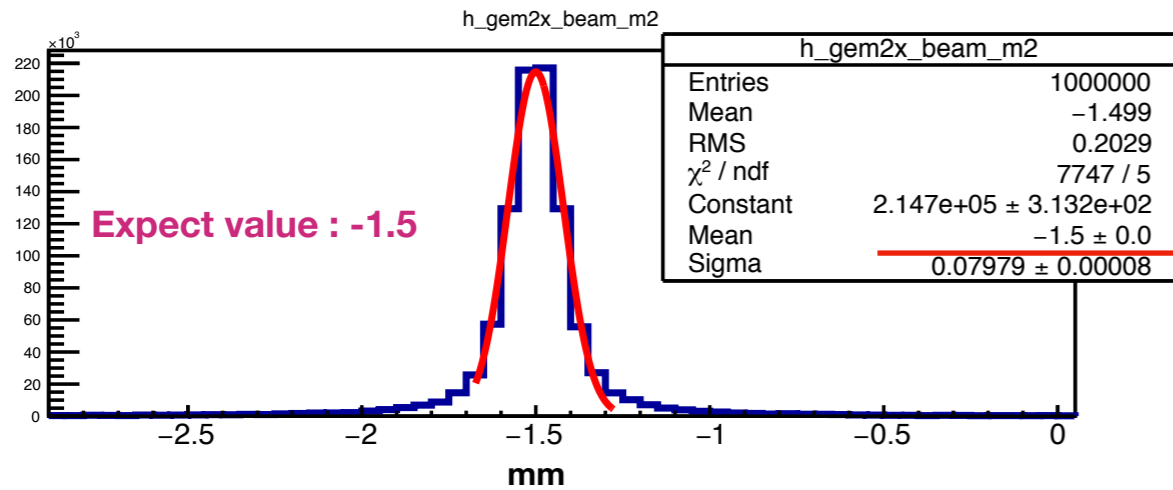 h_gem2x_beam_m2
×10³
220
200
180
160
140
120
100
80
60
40
20
0
Expect value : -1.5
h_gem2x_beam_m2
Entries 1000000
Mean −1.499
RMS 0.2029
χ² / ndf 7747 / 5
Constant 2.147e+05 ± 3.132e+02
Mean −1.5 ± 0.0
Sigma 0.07979 ± 0.00008
−2.5 −2 −1.5 −1 −0.5 0
mm